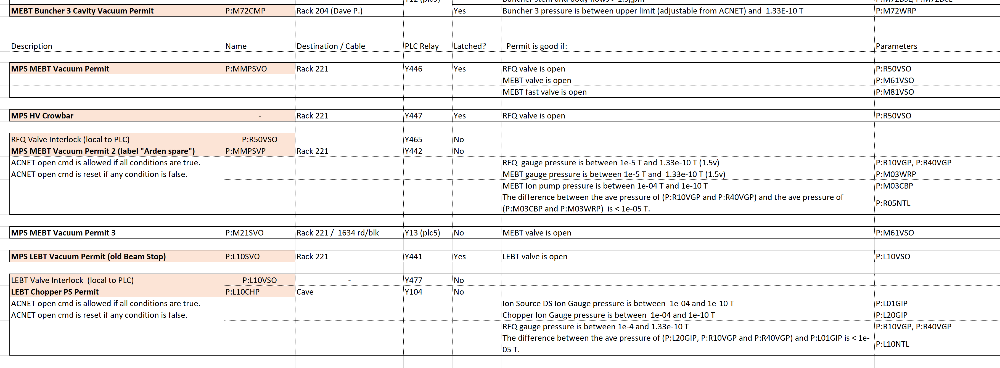 MEBT Buncher 3 Cavity Vacuum Permit P:M72CMP Rack 204 (Dave P.) Yes Buncher 3 pressure is between upper limit (adjustable from ACNET) and 1.33E-10 T P:M72WRP
Description Name Destination / Cable PLC Relay Latched? Permit is good if: Parameters
MPS MEBT Vacuum Permit P:MMPSVO Rack 221 Y446 Yes RFQ valve is open P:R50VSO
MEBT valve is open P:M61VSO
MEBT fast valve is open P:M81VSO
MPS HV Crowbar - Rack 221 Y447 Yes RFQ valve is open P:R50VSO
RFQ Valve Interlock (local to PLC) P:R50VSO Y465 No
MPS MEBT Vacuum Permit 2 (label "Arden spare") P:MMPSVP Rack 221 Y442 No
ACNET open cmd is allowed if all conditions are true. RFQ gauge pressure is between 1e-5 T and 1.33e-10 T (1.5v) P:R10VGP, P:R40VGP
ACNET open cmd is reset if any condition is false. MEBT gauge pressure is between 1e-5 T and 1.33e-10 T (1.5v) P:M03WRP
MEBT Ion pump pressure is between 1e-04 T and 1e-10 T P:M03CBP
The difference between the ave pressure of (P:R10VGP and P:R40VGP) and the ave pressure of
(P:M03CBP and P:M03WRP) is < 1e-05 T. P:R05NTL
MPS MEBT Vacuum Permit 3 P:M21SVO Rack 221 / 1634 rd/blk Y13 (plc5) No MEBT valve is open P:M61VSO
MPS LEBT Vacuum Permit (old Beam Stop) P:L10SVO Rack 221 Y441 Yes LEBT valve is open P:L10VSO
LEBT Valve Interlock (local to PLC) P:L10VSO - Y477 No
LEBT Chopper PS Permit P:L10CHP Cave Y104 No
ACNET open cmd is allowed if all conditions are true. Ion Source DS Ion Gauge pressure is between 1e-04 and 1e-10 T P:L01GIP
ACNET open cmd is reset if any condition is false. Chopper Ion Gauge pressure is between 1e-04 and 1e-10 T P:L20GIP
RFQ gauge pressure is between 1e-4 and 1.33e-10 T P:R10VGP, P:R40VGP
The difference between the ave pressure of (P:L20GIP, P:R10VGP and P:R40VGP) and P:L01GIP is < 1e-
05 T. P:L10NTL